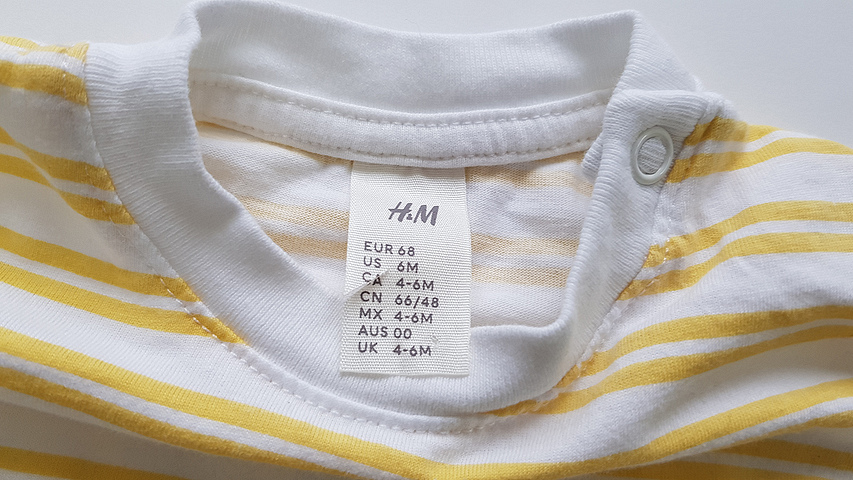 H&M
EUR 68
US 6M
CA 4-6M
CN 66/48
MX 4-6M
AUS 00
UK 4-6M